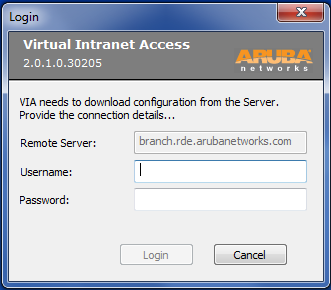 Login
Virtual Intranet Access
2.0.1.0.30205
ARUBA
networks
VIA needs to download configuration from the Server.
Provide the connection details...
Remote Server: branch.rde.arubanetworks.com
Username:
Password:
Login Cancel